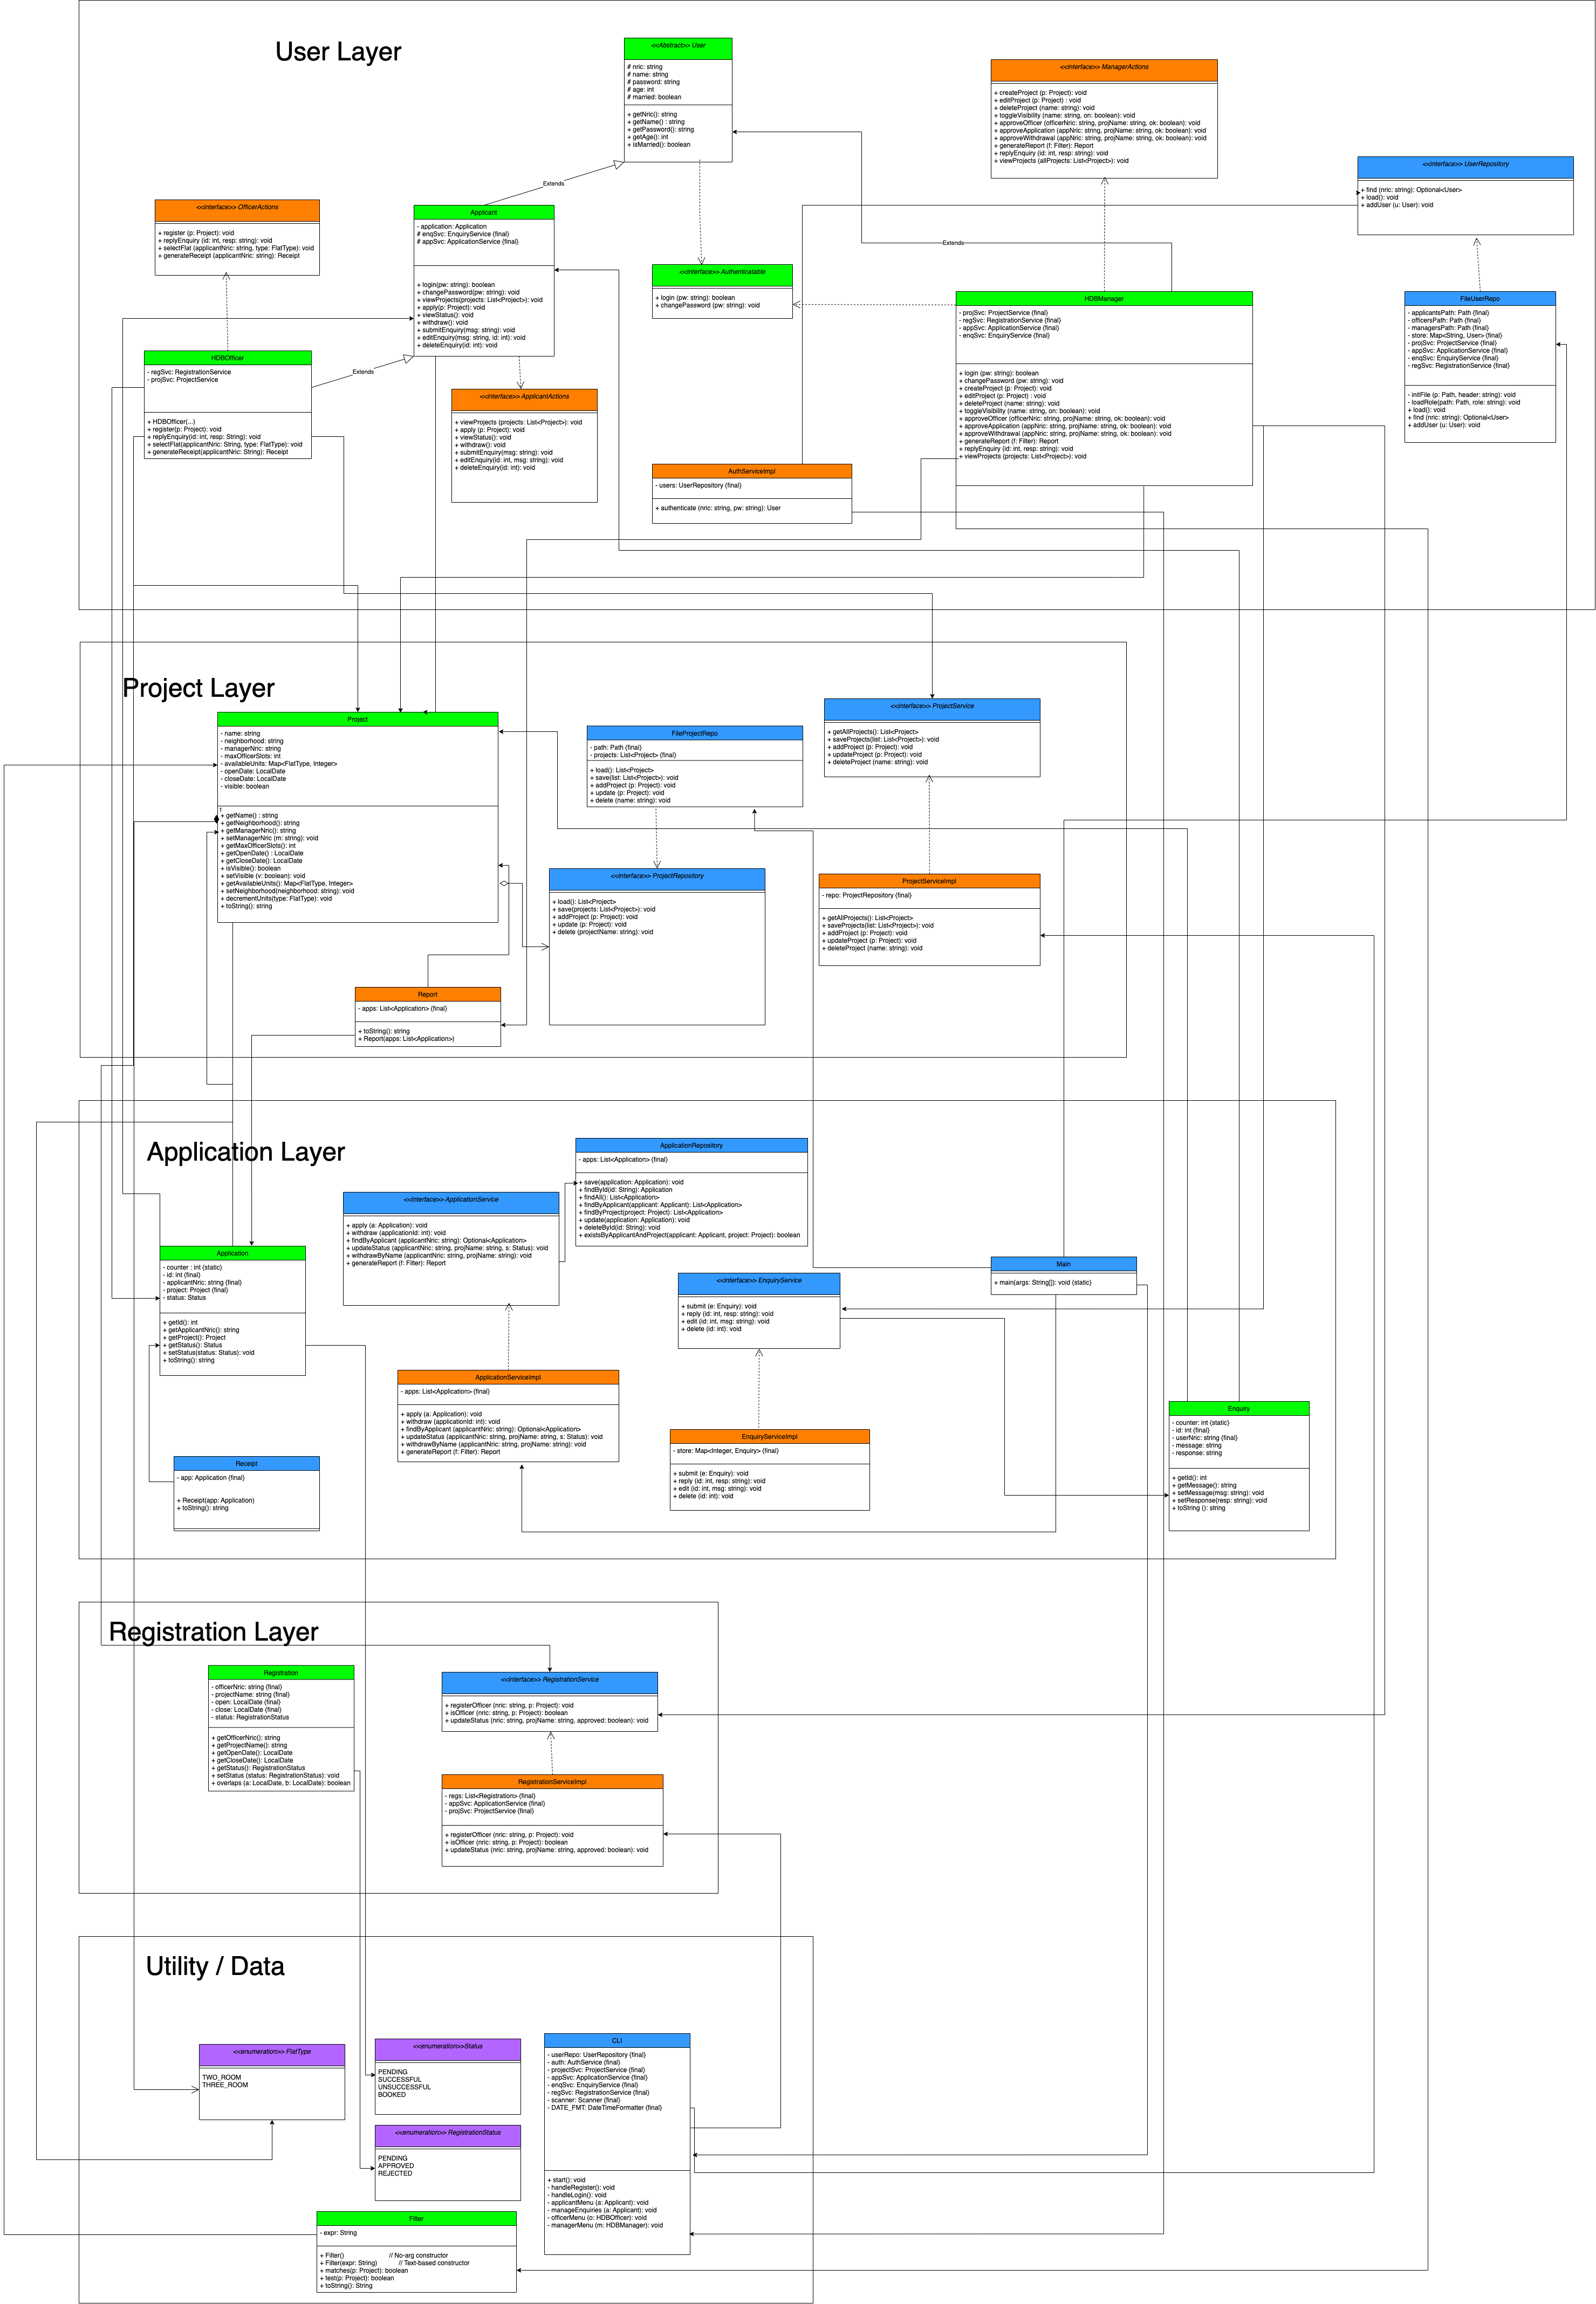 User Layer
<<Abstract>> User
# nric: string
# name: string
# password: string
# age: int
# married: boolean
+ getNric(): string
+ getName() : string
+ getPassword(): string
+ getAge(): int
+ isMarried(): boolean
<<interface>> ManagerActions
+ createProject (p: Project): void
+ editProject (p: Project) : void
+ deleteProject (name: string): void
+ toggleVisibility (name: string, on: boolean): void
+ approveOfficer (officerNric: string, projName: string, ok: boolean): void
+ approveApplication (appNric: string, projName: string, ok: boolean): void
+ approveWithdrawal (appNric: string, projName: string, ok: boolean): void
+ generateReport (f: Filter): Report
+ replyEnquiry (id: int, resp: string): void
+ viewProjects (allProjects: List<Project>): void
<<interface>> UserRepository
+ find (nric: string): Optional<User>
+ load(): void
+ addUser (u: User): void
Extends
<<interface>> OfficerActions
+ register (p: Project): void
+ replyEnquiry (id: int, resp: string): void
+ selectFlat (applicantNric: string, type: FlatType): void
+ generateReceipt (applicantNric: string): Receipt
Applicant
- application: Application
# enqSvc: EnquiryService {final}
# appSvc: ApplicationService {final}
+ login(pw: string): boolean
+ changePassword(pw: string): void
+ viewProjects(projects: List<Project>): void
+ apply(p: Project): void
+ viewStatus(): void
+ withdraw(): void
+ submitEnquiry(msg: string): void
+ editEnquiry(msg: string, id: int): void
+ deleteEnquiry(id: int): void
Extends
<<interface>> Authenticatable
+ login (pw: string): boolean
+ changePassword (pw: string): void
HDBManager
- projSvc: ProjectService {final}
- regSvc: RegistrationService {final}
- appSvc: ApplicationService {final}
- enqSvc: EnquiryService {final}
+ login (pw: string): boolean
+ changePassword (pw: string): void
+ createProject (p: Project): void
+ editProject (p: Project) : void
+ deleteProject (name: string): void
+ toggleVisibility (name: string, on: boolean): void
+ approveOfficer (officerNric: string, projName: string, ok: boolean): void
+ approveApplication (appNric: string, projName: string, ok: boolean): void
+ approveWithdrawal (appNric: string, projName: string, ok: boolean): void
+ generateReport (f: Filter): Report
+ replyEnquiry (id: int, resp: string): void
+ viewProjects (projects: List<Project>): void
FileUserRepo
- applicantsPath: Path {final}
- officersPath: Path {final}
- managersPath: Path {final}
- store: Map<String, User> {final}
- projSvc: ProjectService {final}
- appSvc: ApplicationService {final}
- enqSvc: EnquiryService {final}
- regSvc: RegistrationService {final}
- initFile (p: Path, header: string): void
- loadRole(path: Path, role: string): void
+ load(): void
+ find (nric: string): Optional<User>
+ addUser (u: User): void
HDBOfficer
- regSvc: RegistrationService
- projSvc: ProjectService
+ HDBOfficer(...)
+ register(p: Project): void
+ replyEnquiry(id: int, resp: String): void
+ selectFlat(applicantNric: String, type: FlatType): void
+ generateReceipt(applicantNric: String): Receipt
Extends
<<interface>> ApplicantActions
+ viewProjects (projects: List<Project>): void
+ apply (p: Project): void
+ viewStatus(): void
+ withdraw(): void
+ submitEnquiry(msg: string): void
+ editEnquiry(id: int, msg: string): void
+ deleteEnquiry(id: int): void
AuthServiceImpl
- users: UserRepository {final}
+ authenticate (nric: string, pw: string): User
Project Layer
Project
- name: string
- neighborhood: string
- managerNric: string
- maxOfficerSlots: int
- availableUnits: Map<FlatType, Integer>
- openDate: LocalDate
- closeDate: LocalDate
- visible: boolean
1
+ getName() : string
+ getNeighborhood(): string
+ getManagerNric(): string
+ setManagerNric (m: string): void
+ getMaxOfficerSlots(): int
+ getOpenDate() : LocalDate
+ getCloseDate(): LocalDate
+ isVisible(): boolean
+ setVisible (v: boolean): void
+ getAvailableUnits(): Map<FlatType, Integer>
+ setNeighborhood(neighborhood: string): void
+ decrementUnits(type: FlatType): void
+ toString(): string
FileProjectRepo
- path: Path {final}
- projects: List<Project> {final}
+ load(): List<Project>
+ save(list: List<Project>): void
+ addProject (p: Project): void
+ update (p: Project): void
+ delete (name: string): void
<<interface>> ProjectService
+ getAllProjects(): List<Project>
+ saveProjects(list: List<Project>): void
+ addProject (p: Project): void
+ updateProject (p: Project): void
+ deleteProject (name: string): void
<<interface>> ProjectRepository
+ load(): List<Project>
+ save(projects: List<Project>): void
+ addProject (p: Project): void
+ update (p: Project): void
+ delete (projectName: string): void
ProjectServiceImpl
- repo: ProjectRepository {final}
+ getAllProjects(): List<Project>
+ saveProjects(list: List<Project>): void
+ addProject (p: Project): void
+ updateProject (p: Project): void
+ deleteProject (name: string): void
Report
- apps: List<Application> {final}
+ toString(): string
+ Report(apps: List<Application>)
Application Layer
ApplicationRepository
- apps: List<Application> {final}
+ save(application: Application): void
+ findById(id: String): Application
+ findAll(): List<Application>
+ findByApplicant(applicant: Applicant): List<Application>
+ findByProject(project: Project): List<Application>
+ update(application: Application): void
+ deleteById(id: String): void
+ existsByApplicantAndProject(applicant: Applicant, project: Project): boolean
<<interface>> ApplicationService
+ apply (a: Application): void
+ withdraw (applicationId: int): void
+ findByApplicant (applicantNric: string): Optional<Application>
+ updateStatus (applicantNric: string, projName: string, s: Status): void
+ withdrawByName (applicantNric: string, projName: string): void
+ generateReport (f: Filter): Report
Application
- counter : int {static}
- id: int {final}
- applicantNric: string {final}
- project: Project {final}
- status: Status
+ getId(): int
+ getApplicantNric(): string
+ getProject(): Project
+ getStatus(): Status
+ setStatus(status: Status): void
+ toString(): string
<<interface>> EnquiryService
+ submit (e: Enquiry): void
+ reply (id: int, resp: string): void
+ edit (id: int, msg: string): void
+ delete (id: int): void
Main
+ main(args: String[]): void {static}
ApplicationServiceImpl
- apps: List<Application> {final}
+ apply (a: Application): void
+ withdraw (applicationId: int): void
+ findByApplicant (applicantNric: string): Optional<Application>
+ updateStatus (applicantNric: string, projName: string, s: Status): void
+ withdrawByName (applicantNric: string, projName: string): void
+ generateReport (f: Filter): Report
EnquiryServiceImpl
- store: Map<Integer, Enquiry> {final}
+ submit (e: Enquiry): void
+ reply (id: int, resp: string): void
+ edit (id: int, msg: string): void
+ delete (id: int): void
Enquiry
- counter: int {static}
- id: int {final}
- userNric: string {final}
- message: string
- response: string
+ getId(): int
+ getMessage(): string
+ setMessage(msg: string): void
+ setResponse(resp: string): void
+ toString (): string
Receipt
- app: Application {final}
+ Receipt(app: Application)
+ toString(): string
Registration Layer
Registration
- officerNric: string {final}
- projectName: string {final}
- open: LocalDate {final}
- close: LocalDate {final}
- status: RegistrationStatus
+ getOfficerNric(): string
+ getProjectName(): string
+ getOpenDate(): LocalDate
+ getCloseDate(): LocalDate
+ getStatus(): RegistrationStatus
+ setStatus (status: RegistrationStatus): void
+ overlaps (a: LocalDate, b: LocalDate): boolean
<<interface>> RegistrationService
+ registerOfficer (nric: string, p: Project): void
+ isOfficer (nric: string, p: Project): boolean
+ updateStatus (nric: string, projName: string, approved: boolean): void
RegistrationServiceImpl
- regs: List<Registration> {final}
- appSvc: ApplicationService {final}
- projSvc: ProjectService {final}
+ registerOfficer (nric: string, p: Project): void
+ isOfficer (nric: string, p: Project): boolean
+ updateStatus (nric: string, projName: string, approved: boolean): void
Utility / Data
<<enumeration>> FlatType
TWO_ROOM
THREE_ROOM
<<enumeration>>Status
PENDING
SUCCESSFUL
UNSUCCESSFUL
BOOKED
<<enumeration>> RegistrationStatus
PENDING
APPROVED
REJECTED
CLI
- userRepo: UserRepository {final}
- auth: AuthService {final}
- projectSvc: ProjectService {final}
- appSvc: ApplicationService {final}
- enqSvc: EnquiryService {final}
- regSvc: RegistrationService {final}
- scanner: Scanner {final}
- DATE_FMT: DateTimeFormatter {final}
+ start(): void
- handleRegister(): void
- handleLogin(): void
- applicantMenu (a: Applicant): void
- manageEnquiries (a: Applicant): void
- officerMenu (o: HDBOfficer): void
- managerMenu (m: HDBManager): void
Filter
- expr: String
+ Filter() // No-arg constructor
+ Filter(expr: String) // Text-based constructor
+ matches(p: Project): boolean
+ test(p: Project): boolean
+ toString(): String